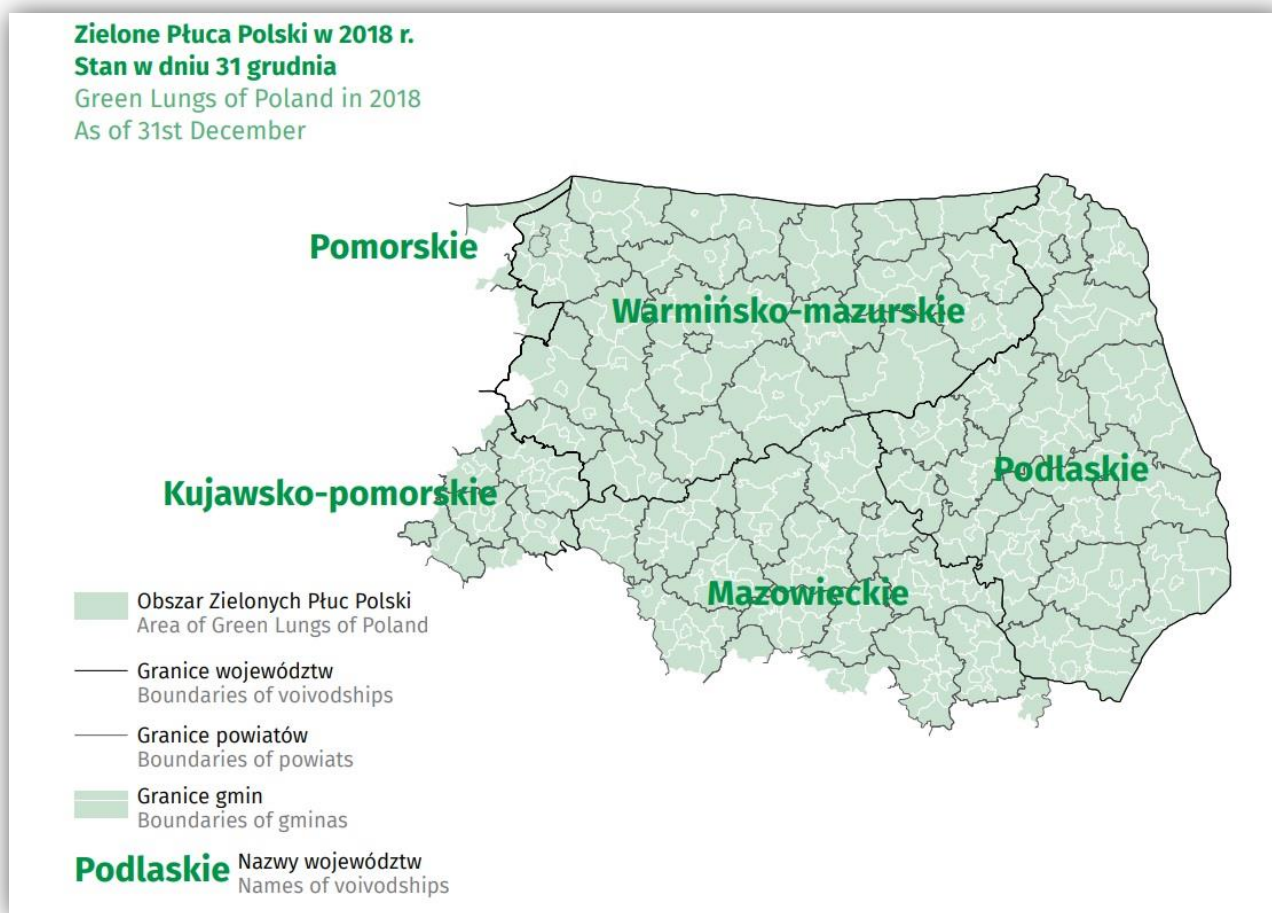 Zielone Płuca Polski w 2018 r.
Stan w dniu 31 grudnia
Green Lungs of Poland in 2018
As of 31st December
Pomorskie
Warmińsko-mazurskie
Podlaskie
Kujawsko-pomorskie
Mazowieckie
Obszar Zielonych Płuc Polski
Area of Green Lungs of Poland
Granice województw
Boundaries of voivodships
Granice powiatów
Boundaries of powiats
Granice gmin
Boundaries of gminas
Podlaskie Nazwy województw
Names of voivodships